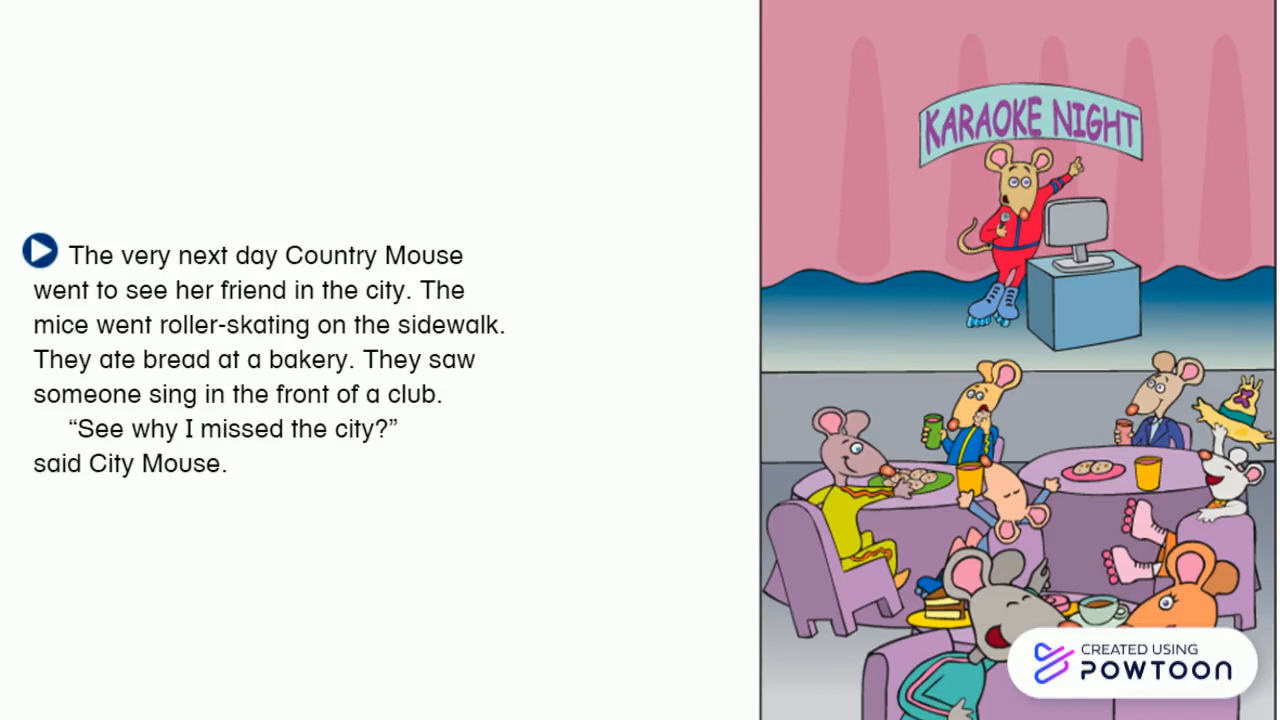 The very next day Country Mouse
went to see her friend in the city. The
mice went roller-skating on the sidewalk.
They ate bread at a bakery. They saw
someone sing in the front of a club.
“See why I missed the city?”
said City Mouse.
KARAOKE NIGHT
CREATED USING
POWTOON